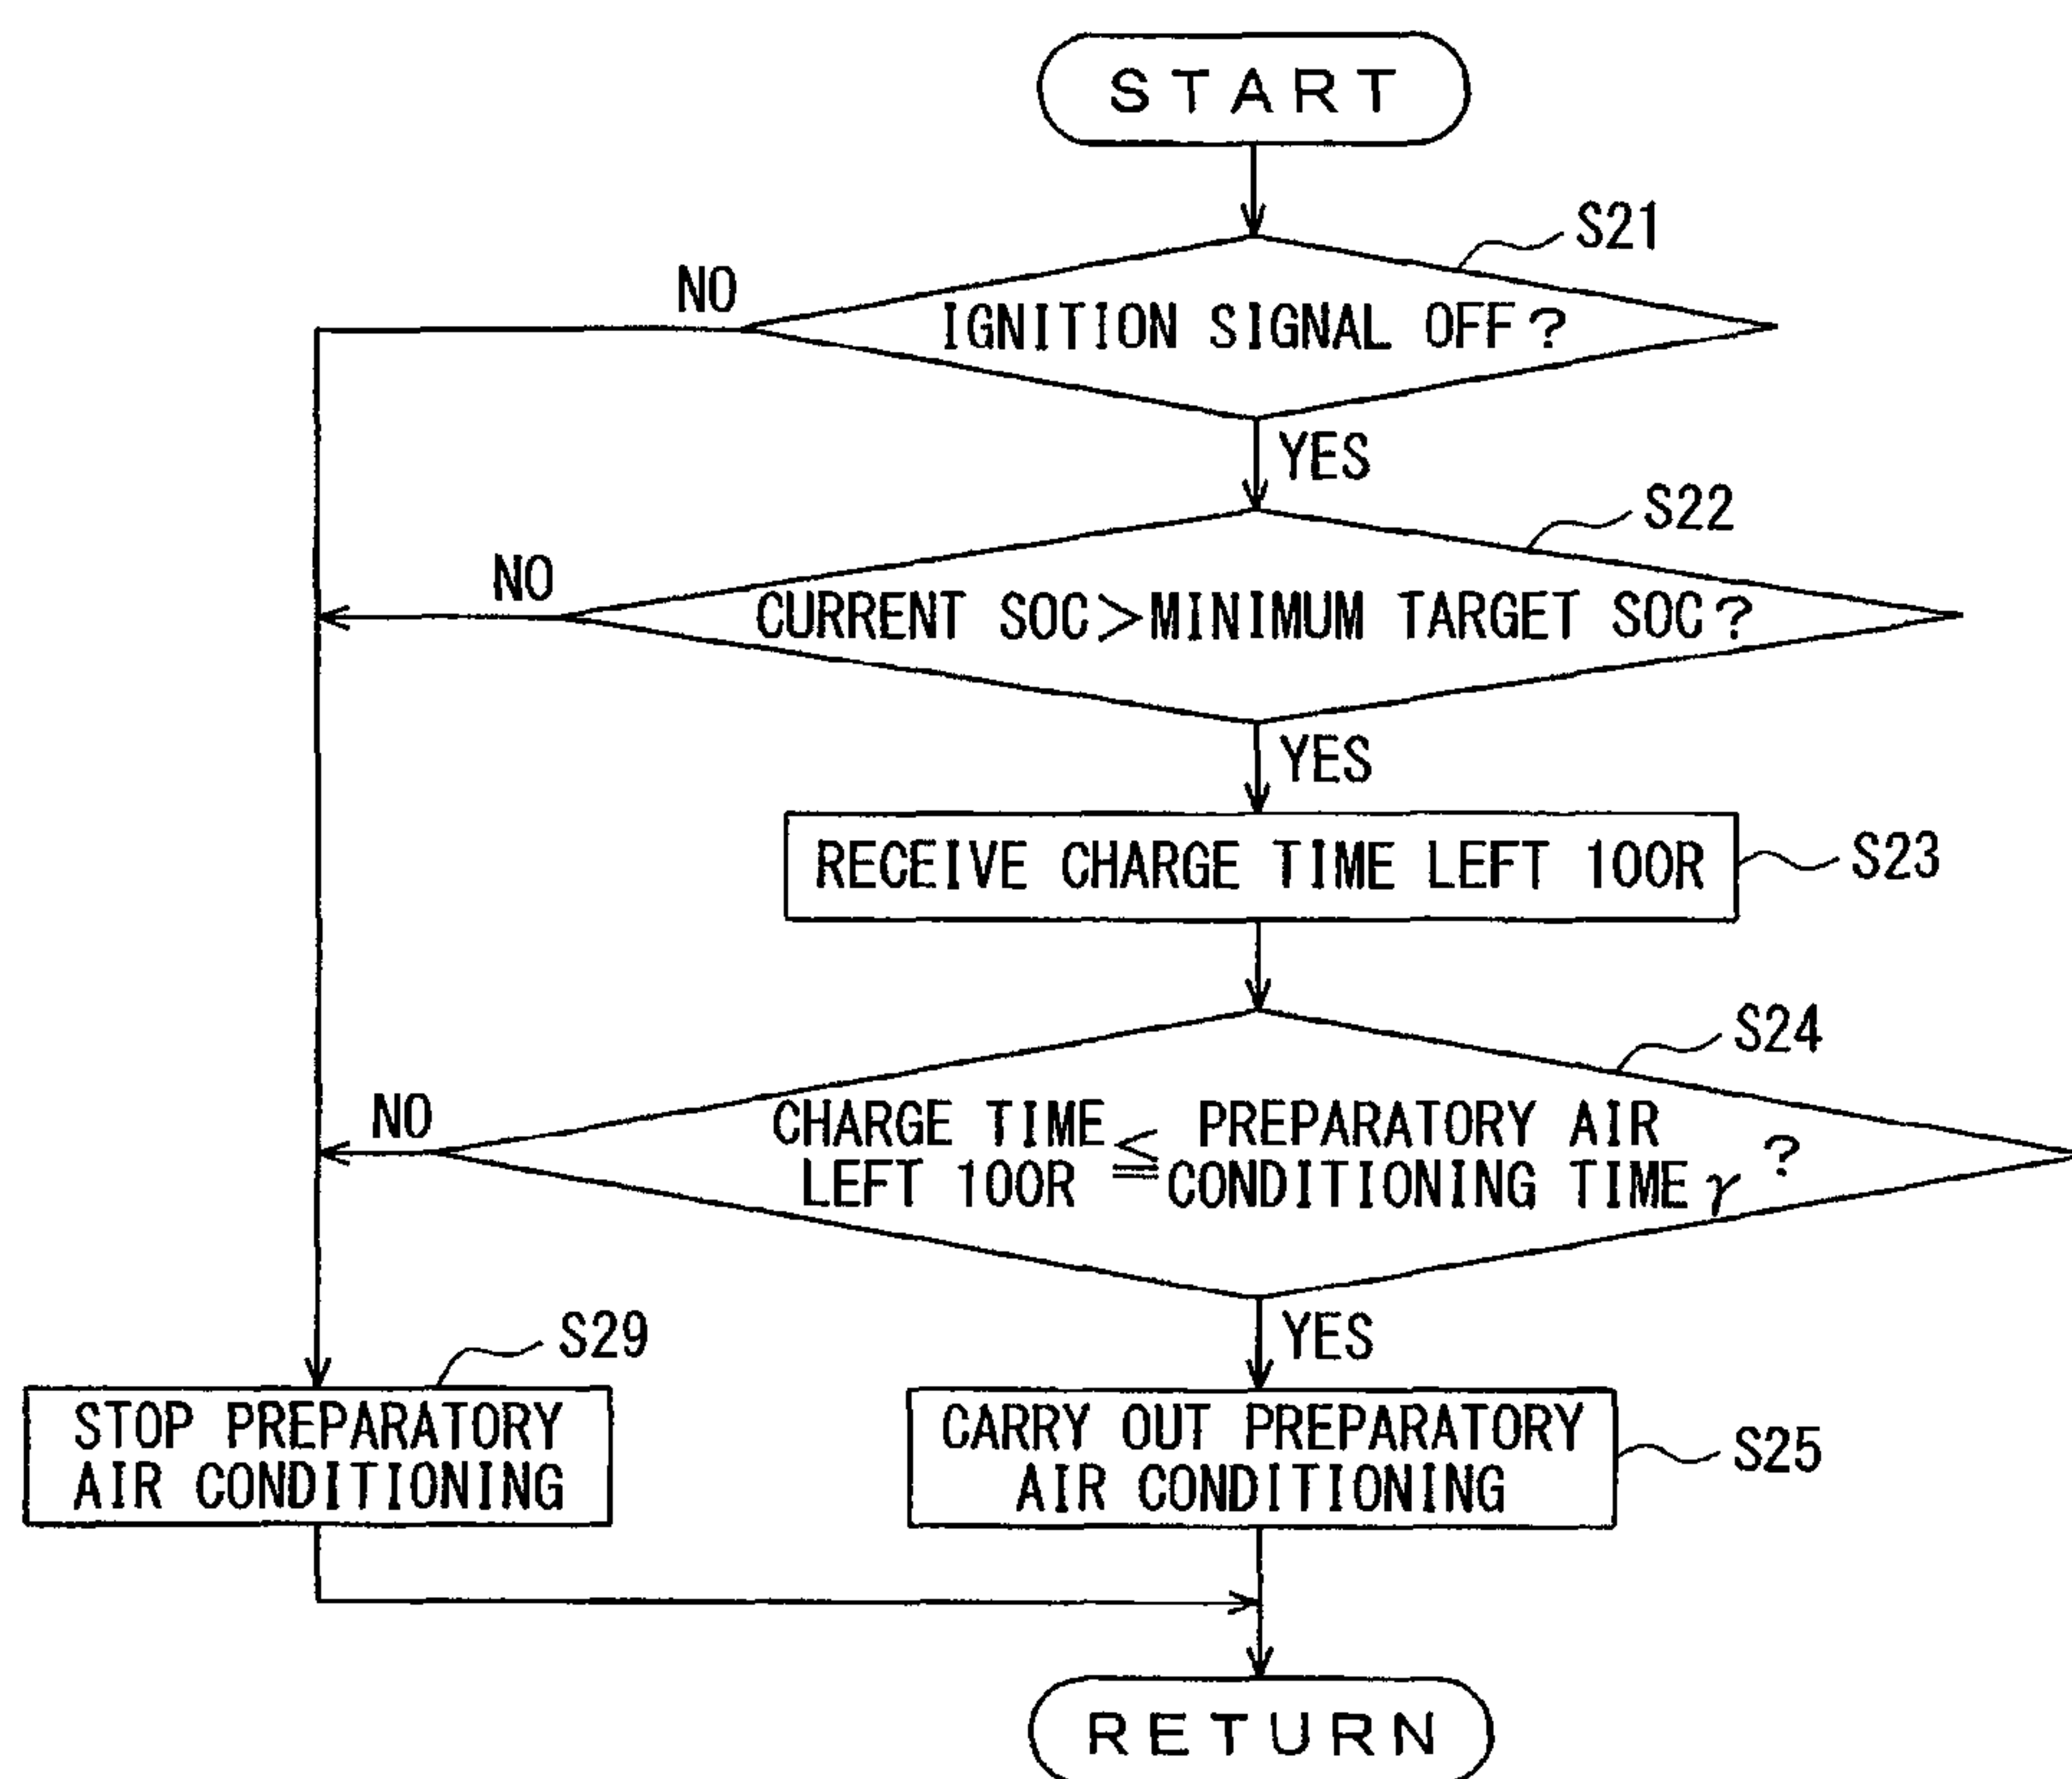 START
S21
NO
IGNITION SIGNAL OFF?
YES
S22
NO
CURRENT SOC>MINIMUM TARGET SOC?
YES
RECEIVE CHARGE TIME LEFT 100R
S23
S24
NO
CHARGE TIME LEFT 100R ≦ PREPARATORY AIR CONDITIONING TIME γ ?
YES
S29
STOP PREPARATORY
AIR CONDITIONING
CARRY OUT PREPARATORY
AIR CONDITIONING
S25
RETURN